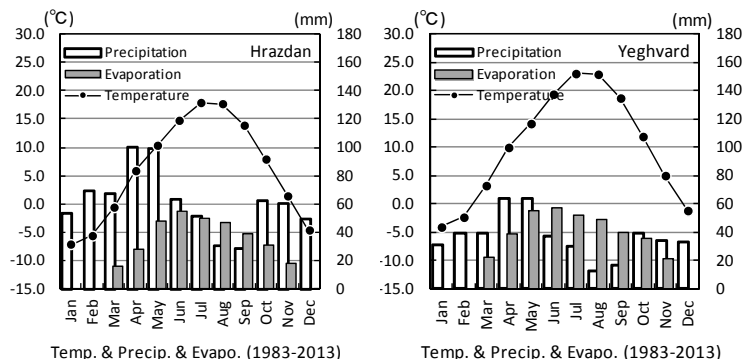 (℃) (mm)
30.0 180
25.0 160
20.0 140
15.0 120
10.0 100
5.0 80
0.0 60
-5.0 40
-10.0 20
-15.0 0
Precipitation
Evaporation
Temperature
Hrazdan
Jan Feb Mar Apr May Jun Jul Aug Sep Oct Nov Dec
Temp. & Precip. & Evapo. (1983-2013)
(℃) (mm)
30.0 180
25.0 160
20.0 140
15.0 120
10.0 100
5.0 80
0.0 60
-5.0 40
-10.0 20
-15.0 0
Precipitation
Evaporation
Temperature
Yeghvard
Jan Feb Mar Apr May Jun Jul Aug Sep Oct Nov Dec
Temp. & Precip. & Evapo. (1983-2013)